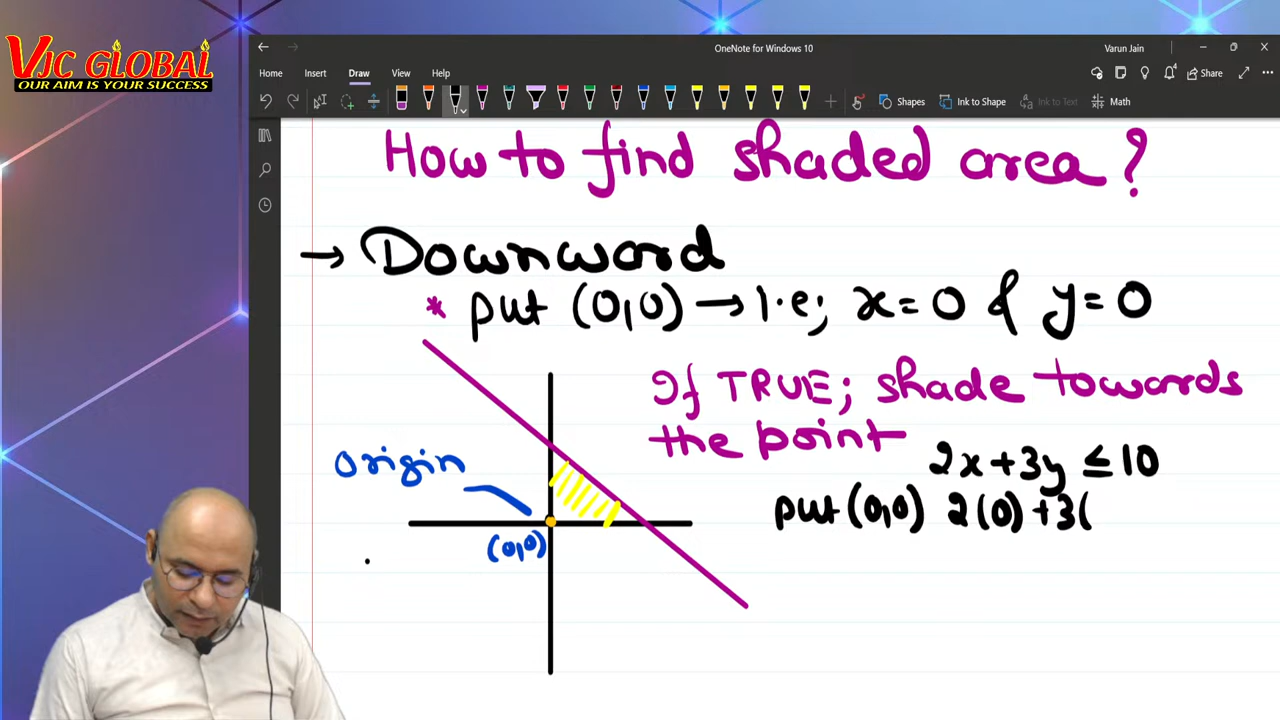 VJC GLOBAL
OUR AIM IS YOUR SUCCESS
OneNote for Windows 10
Varun Jain
Home Insert Draw View Help
Share
Shapes Ink to Shape Ink to Text Math
How to find shaded area?
→ Downward
* put (0,0) → i.e; x=0 & y=0
If TRUE; shade towards
the point
2x+3y ≤ 10
put (0,0) 2(0)+3(
origin
(0,0)